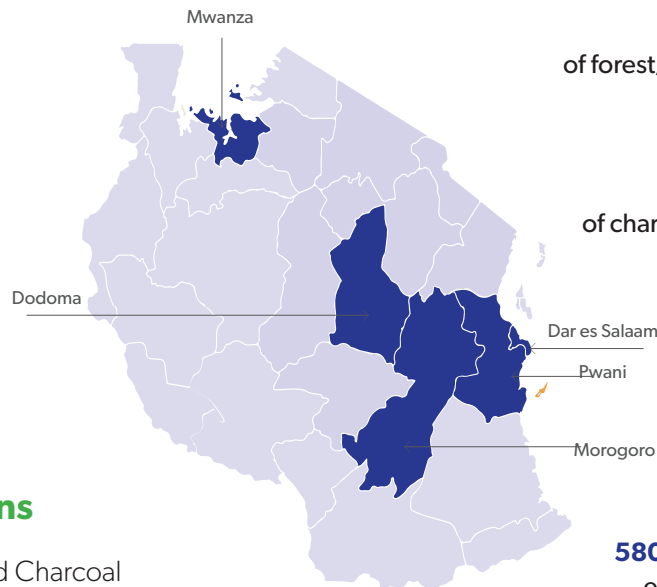 Mwanza
of forest,
of char
Dodoma
Dar es Salaam
Pwani
Morogoro
ns
580
d Charcoal